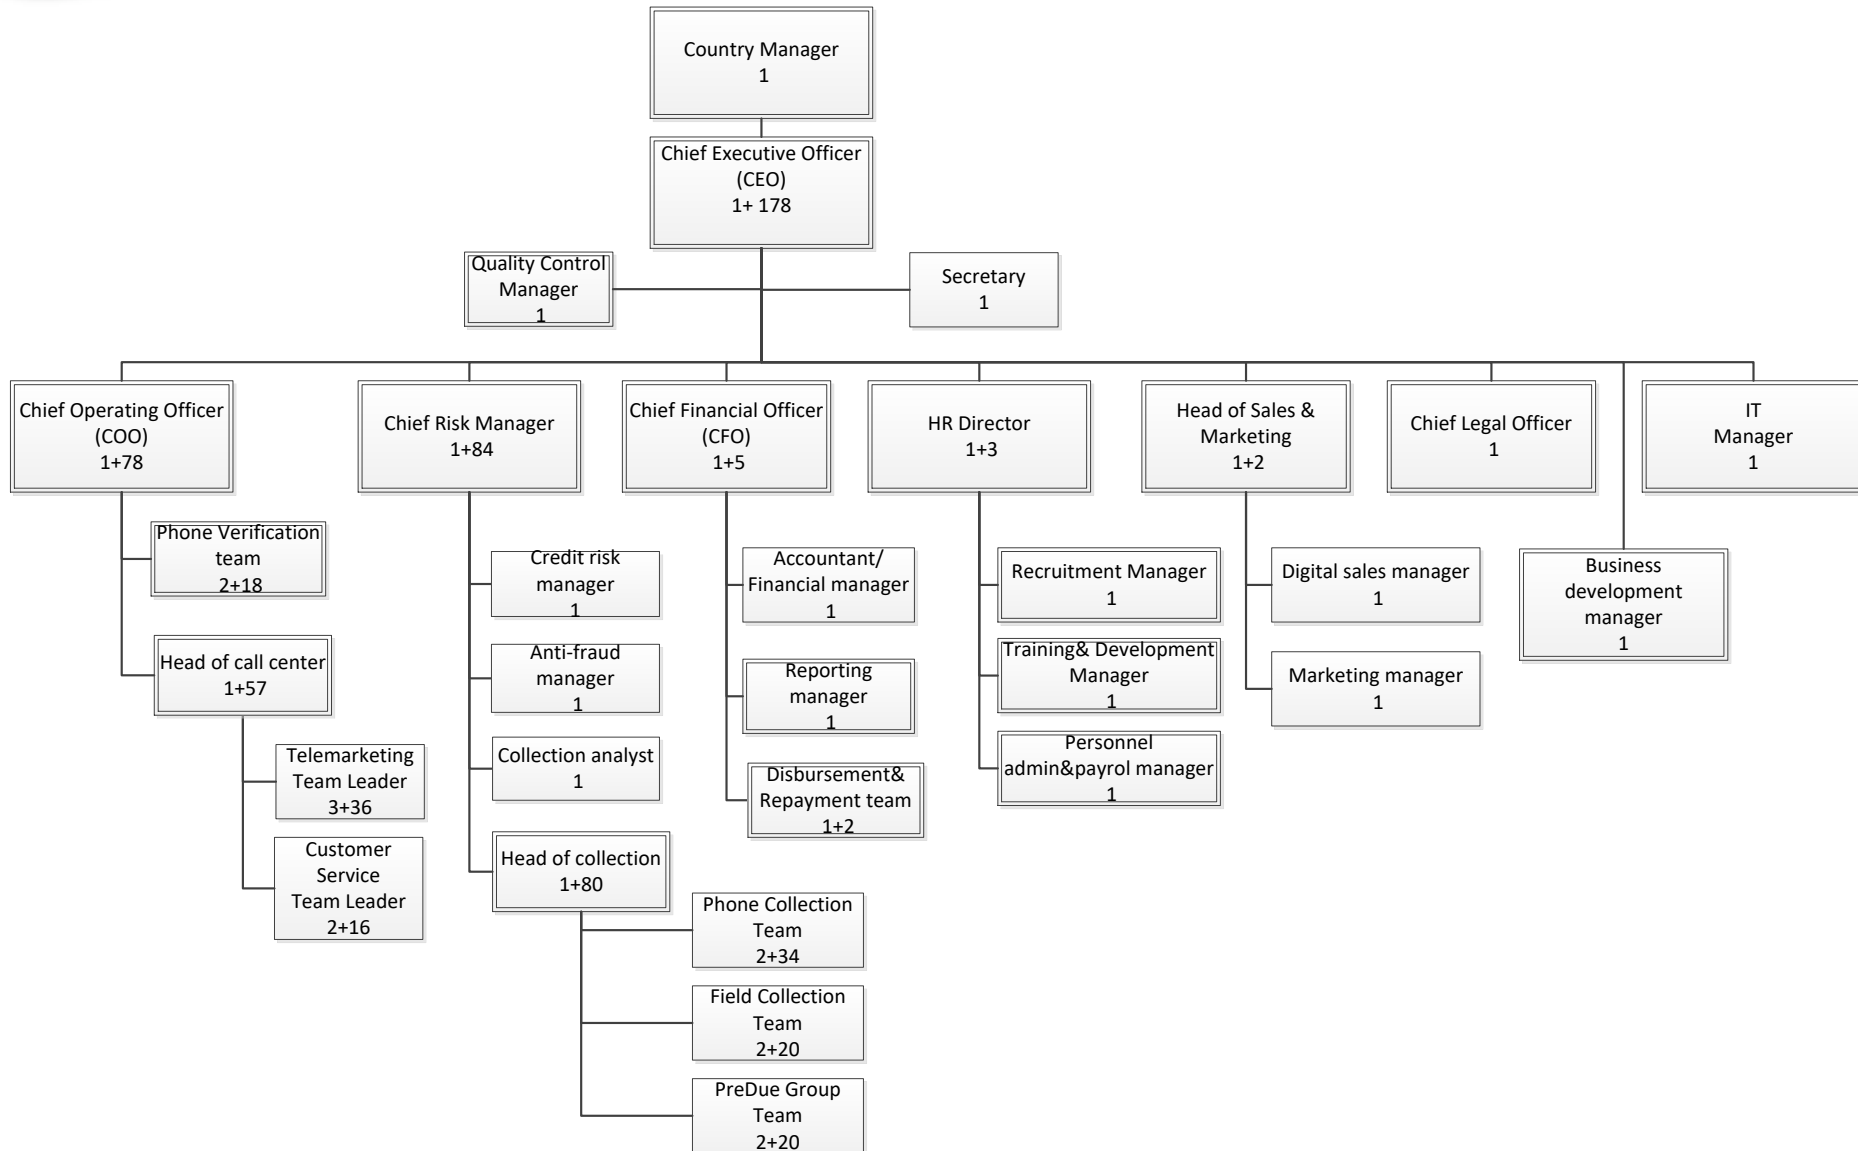 Country Manager
1
Chief Executive Officer
(CEO)
1+ 178
Quality Control
Manager
1
Secretary
1
Chief Operating Officer
(COO)
1+78
Chief Risk Manager
1+84
Chief Financial Officer
(CFO)
1+5
HR Director
1+3
Head of Sales &
Marketing
1+2
Chief Legal Officer
1
IT
Manager
1
Phone Verification
team
2+18
Head of call center
1+57
Telemarketing
Team Leader
3+36
Customer
Service
Team Leader
2+16
Credit risk
manager
1
Anti-fraud
manager
1
Collection analyst
1
Head of collection
1+80
Phone Collection
Team
2+34
Field Collection
Team
2+20
PreDue Group
Team
2+20
Accountant/
Financial manager
1
Reporting
manager
1
Disbursement&
Repayment team
1+2
Recruitment Manager
1
Training& Development
Manager
1
Personnel
admin&payrol manager
1
Digital sales manager
1
Marketing manager
1
Business
development
manager
1